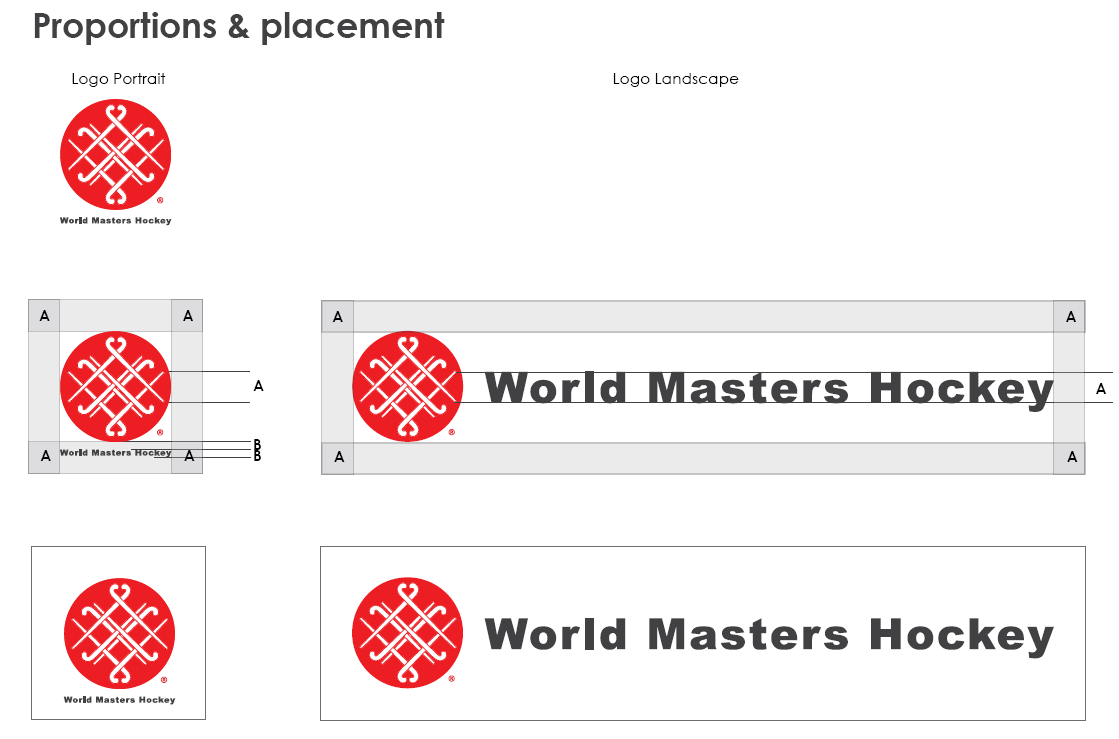 Proportions & placement
Logo Portrait
Logo Landscape
®
World Masters Hockey
A A
A
®
B
B
B
A World Masters Hockey A
A A
World Masters Hockey
A
®
A A
®
World Masters Hockey
World Masters Hockey
®